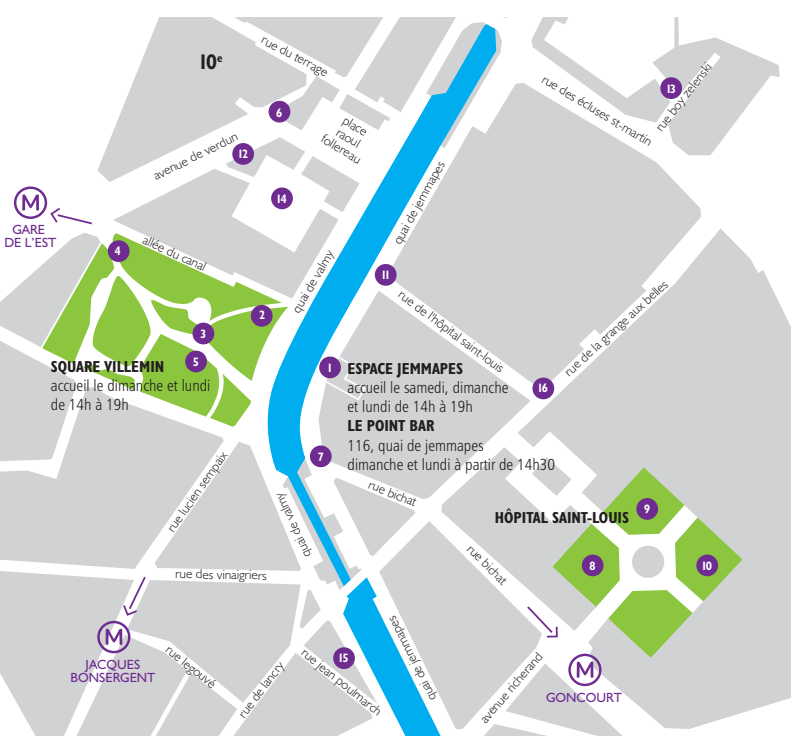 rue du terrage
10e
rue des écluses st-martin
13
rue boy zelenski
6
place
raoul
follereau
avenue de verdun
12
14
quai de jemmapes
M
GARE
DE L'EST
4
allée du canal
quai de valmy
11
rue de l'hôpital saint-louis
rue de la grange aux belles
2
3
5
SQUARE VILLEMIN
accueil le dimanche et lundi
de 14h à 19h
1
ESPACE JEMMAPES
accueil le samedi, dimanche
et lundi de 14h à 19h
LE POINT BAR
116, quai de jemmapes
dimanche et lundi à partir de 14h30
16
7
rue bichat
rue lucien sempaix
quai de valmy
HÔPITAL SAINT-LOUIS
9
8
10
rue bichat
rue des vinaigriers
M
JACQUES
BONSERGENT
rue legouvé
rue de lancry
15
rue jean poulmarch
quai de jemmapes
avenue richerand
M
GONCOURT